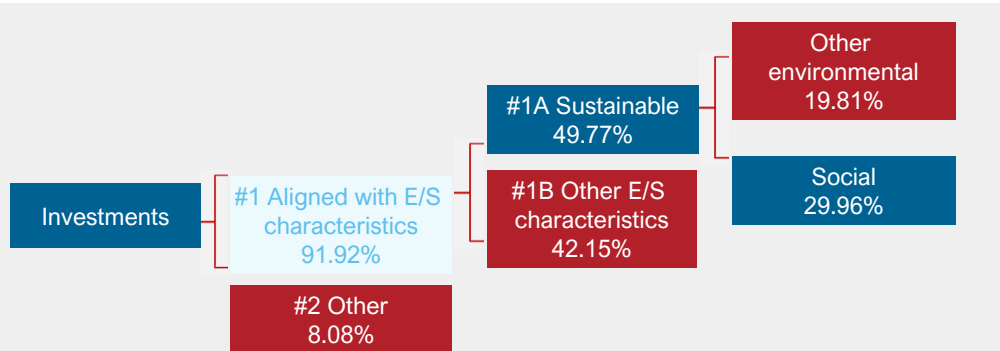 Investments
#1 Aligned with E/S
characteristics
91.92%
#2 Other
8.08%
#1A Sustainable
49.77%
#1B Other E/S
characteristics
42.15%
Other
environmental
19.81%
Social
29.96%